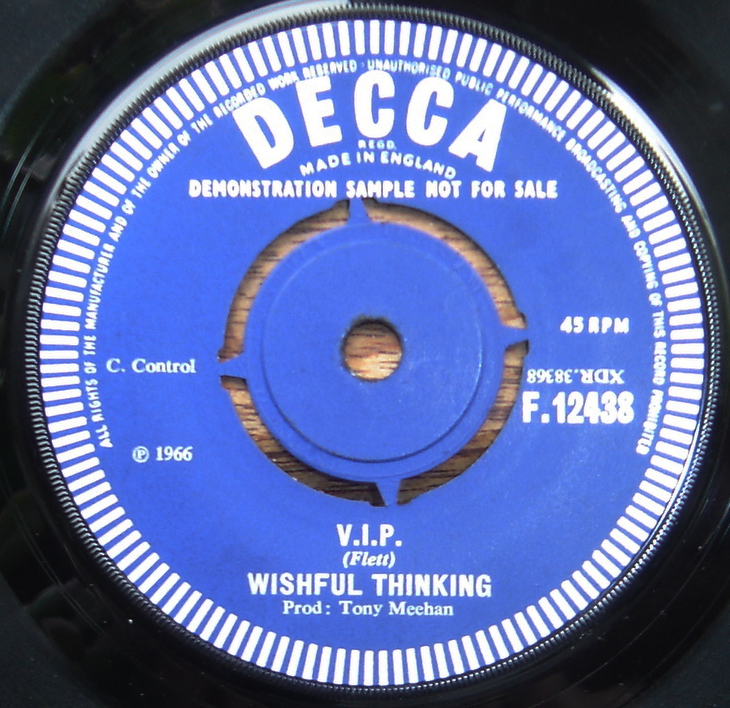 ALL RIGHTS OF THE MANUFACTURER AND OF THE OWNER OF THE RECORDED WORK RESERVED · UNAUTHORISED PUBLIC PERFORMANCE BROADCASTING AND COPYING OF THIS RECORD PROHIBITED
DECCA
REGD.
MADE IN ENGLAND
DEMONSTRATION SAMPLE NOT FOR SALE
45 RPM
C. Control
XDR.38368
F.12438
℗ 1966
V.I.P.
(Flett)
WISHFUL THINKING
Prod: Tony Meehan